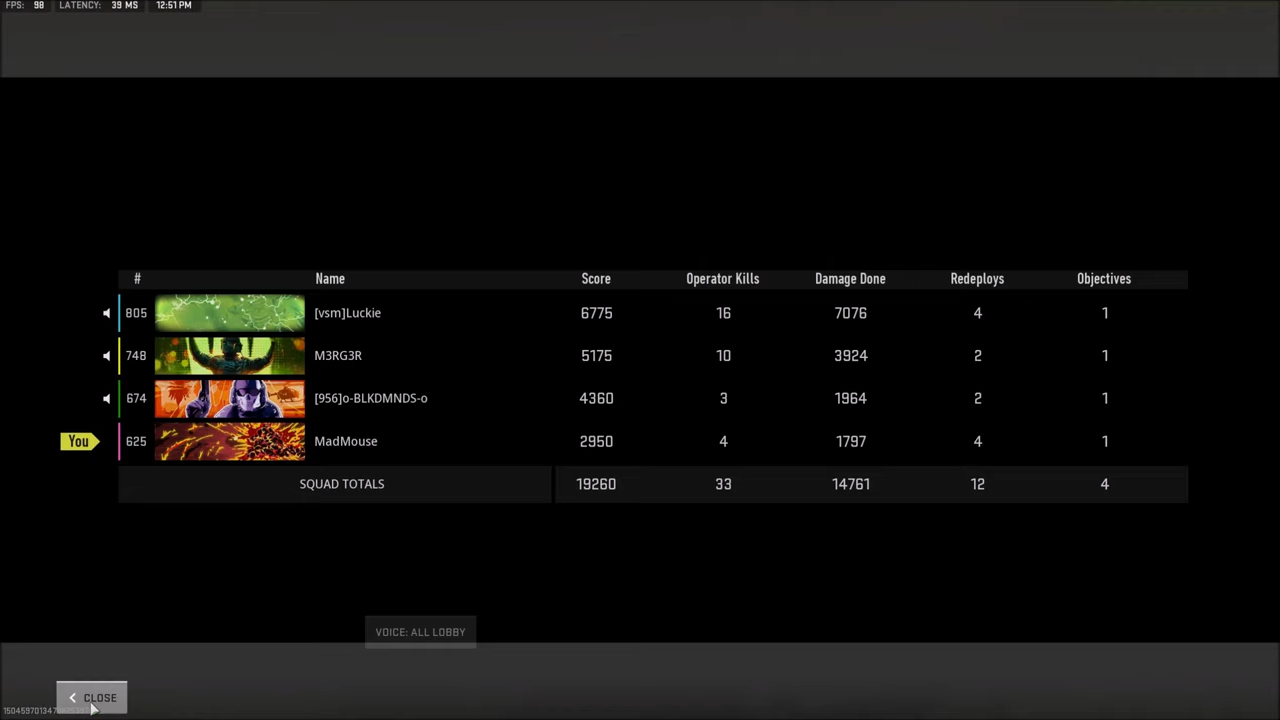 FPS: 98 LATENCY: 39 MS 12:51 PM
# Name Score Operator Kills Damage Done Redeploys Objectives
805 [vsm]Luckie 6775 16 7076 4 1
748 M3RG3R 5175 10 3924 2 1
674 [956]o-BLKDMNDS-o 4360 3 1964 2 1
You 625 MadMouse 2950 4 1797 4 1
SQUAD TOTALS 19260 33 14761 12 4
VOICE: ALL LOBBY
CLOSE